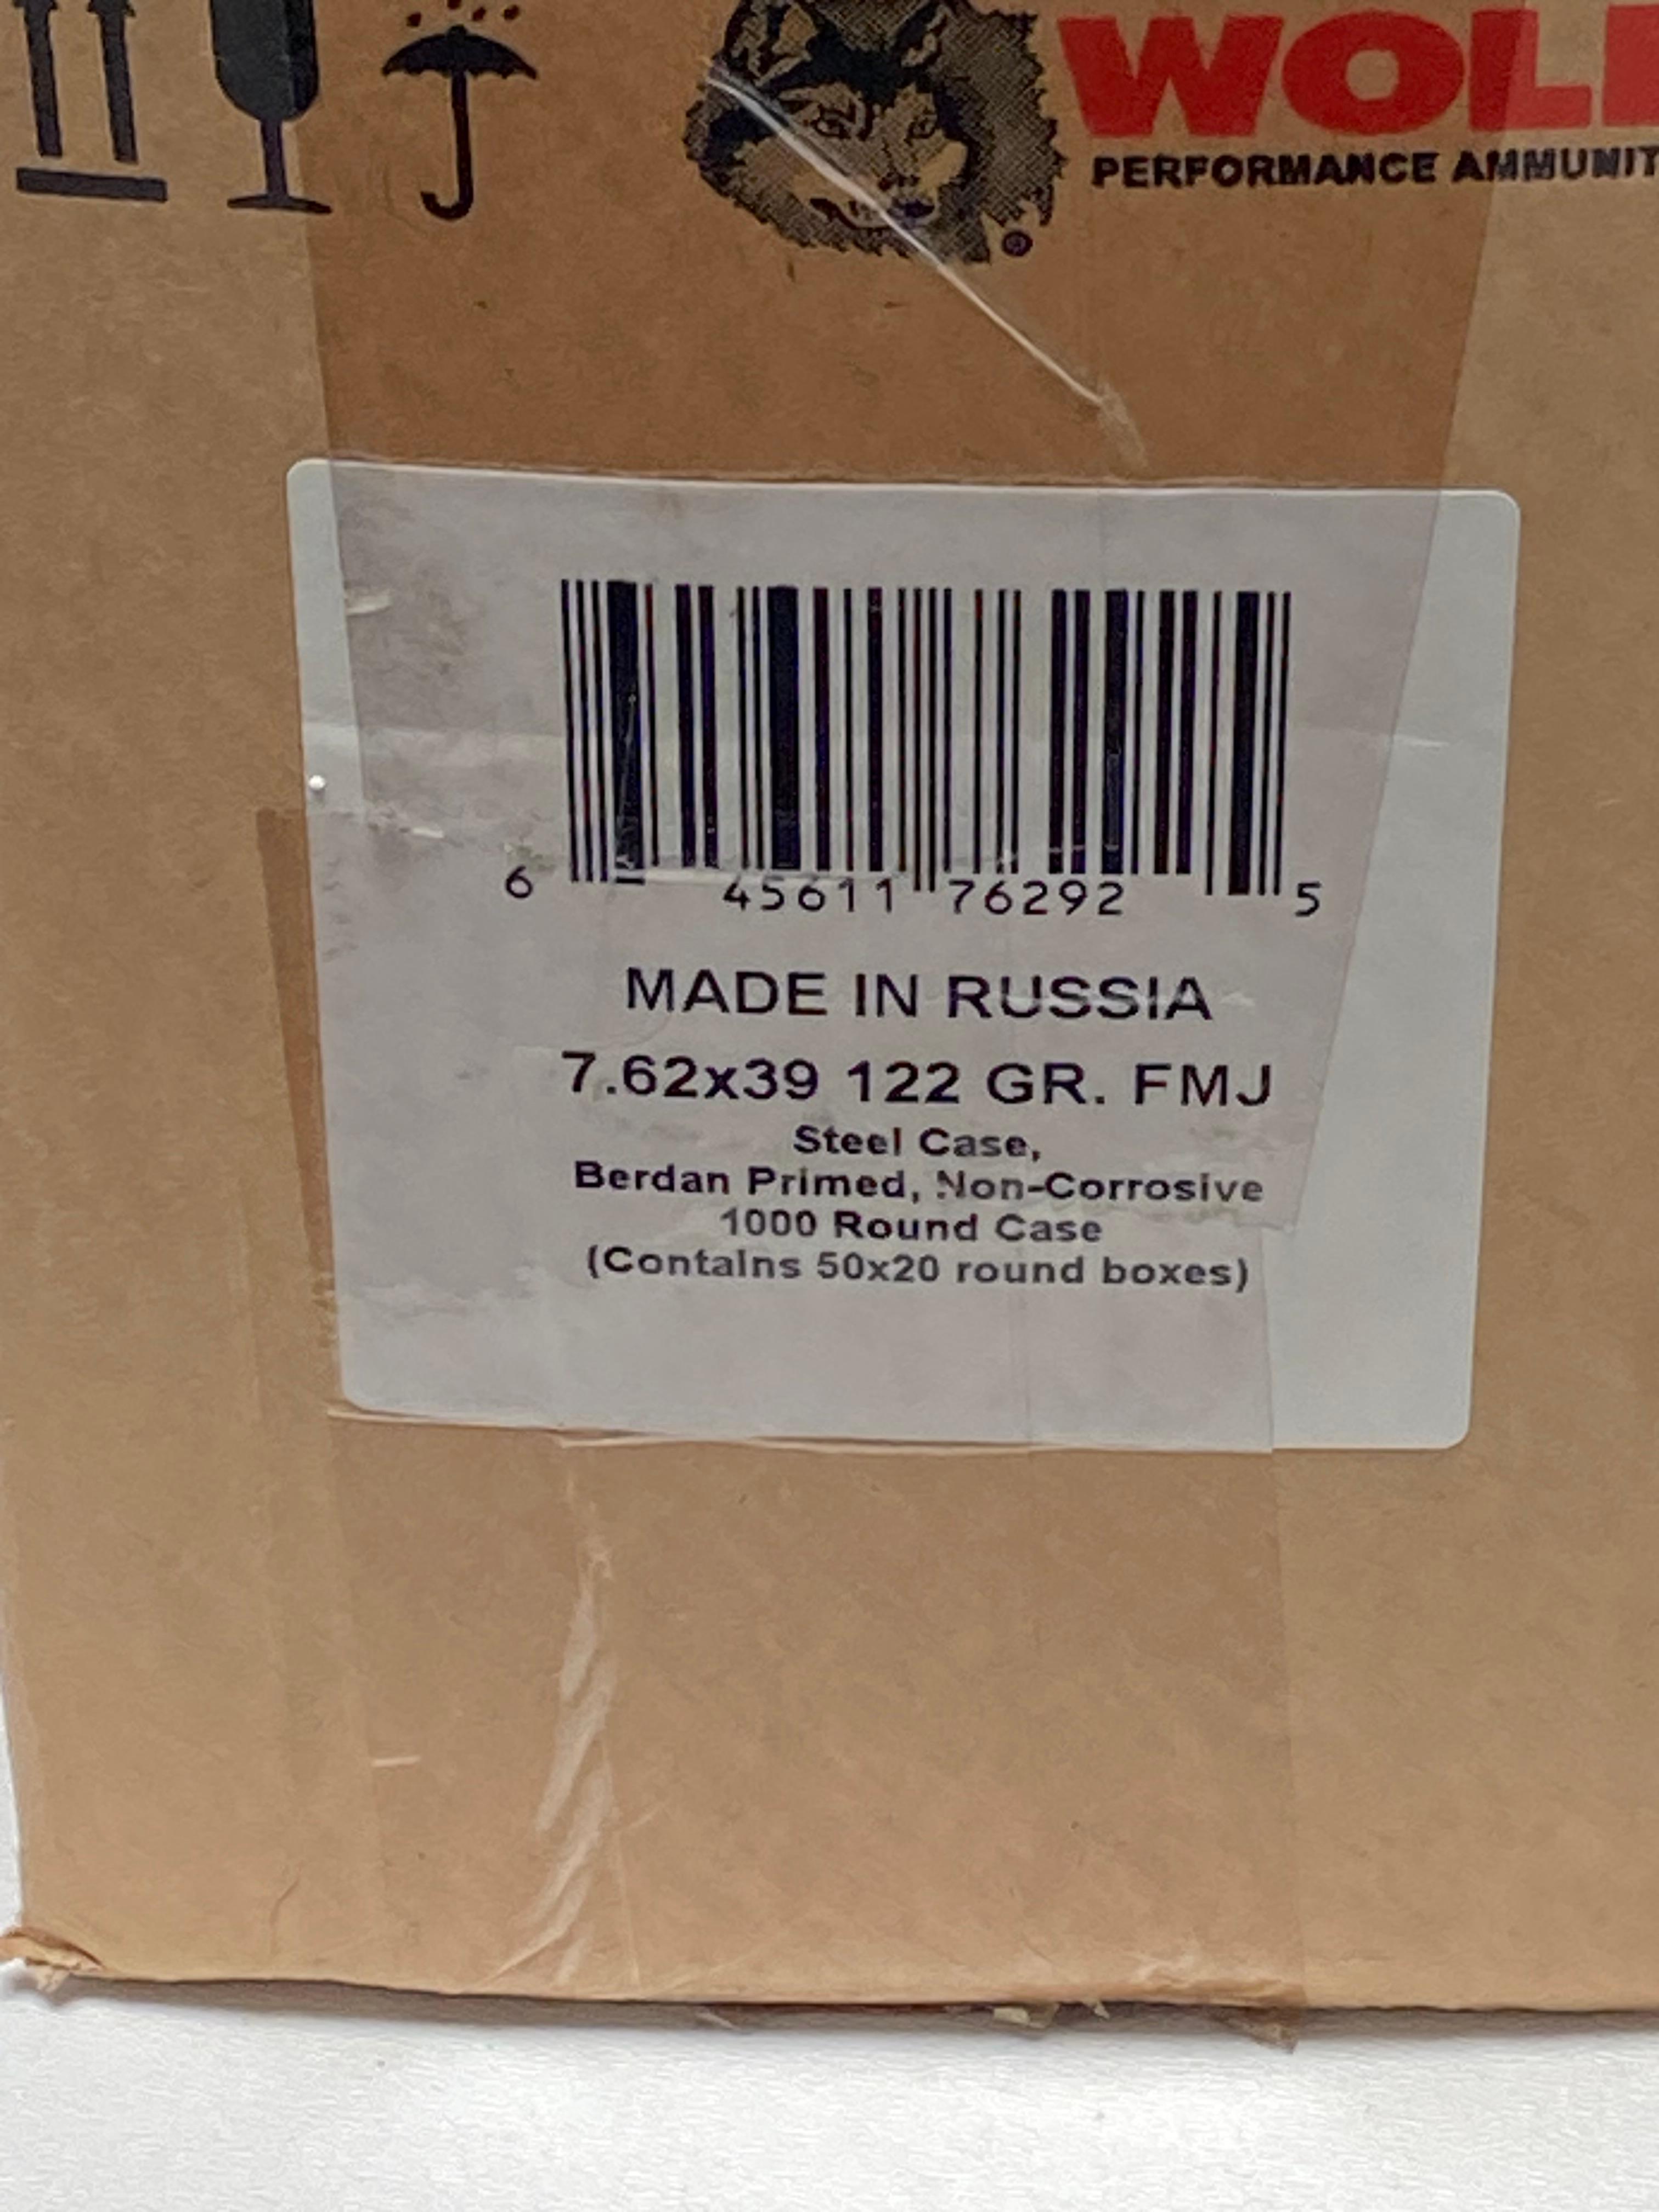 WOL
PERFORMANCE AMMUNIT
®
6 45611 76292 5
MADE IN RUSSIA
7.62x39 122 GR. FMJ
Steel Case,
Berdan Primed, Non-Corrosive
1000 Round Case
(Contains 50x20 round boxes)